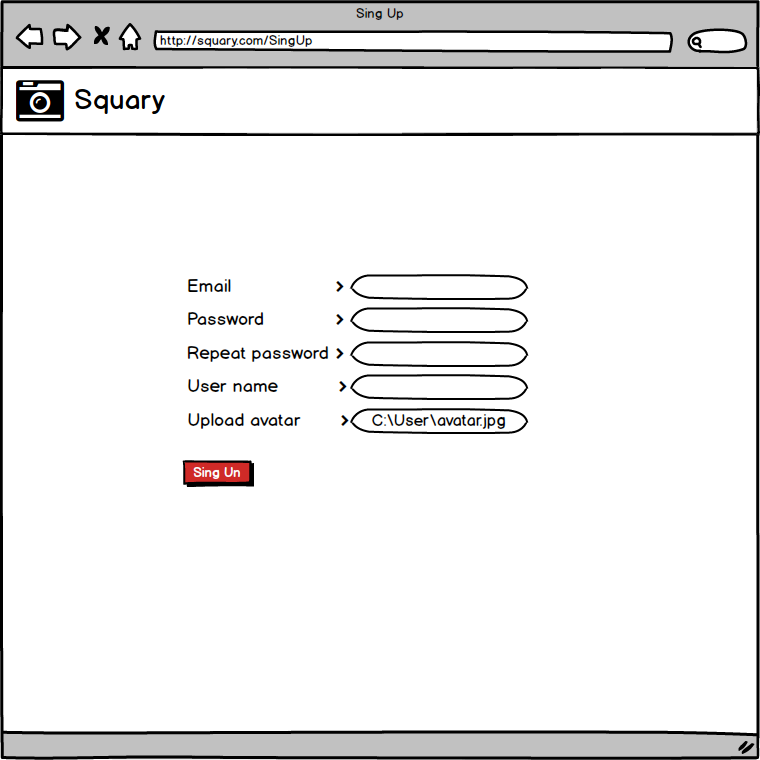 Sing Up
http://squary.com/SingUp
Squary
Email
Password
Repeat password
User name
Upload avatar C:\User\avatar.jpg
Sing Un